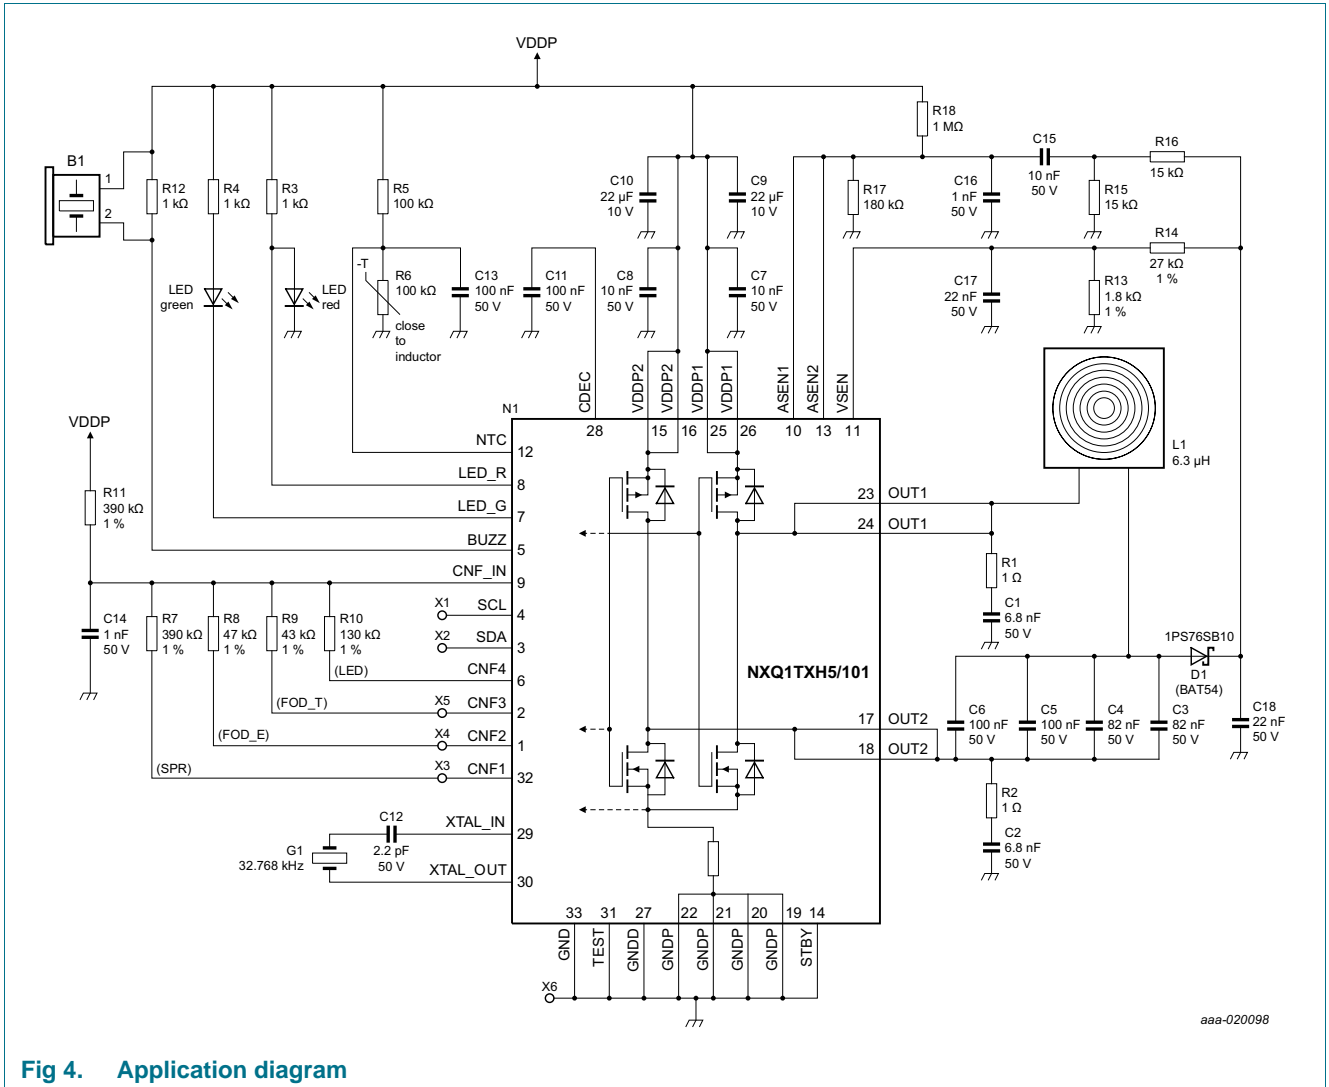 VDDP
B1
1
2
R12
1 kΩ
R4
1 kΩ
R3
1 kΩ
R5
100 kΩ
LED
green
LED
red
-T
R6
100 kΩ
close
to
inductor
C13
100 nF
50 V
C11
100 nF
50 V
C10
22 µF
10 V
C9
22 µF
10 V
C8
10 nF
50 V
C7
10 nF
50 V
R18
1 MΩ
R17
180 kΩ
C16
1 nF
50 V
C15
10 nF
50 V
R15
15 kΩ
R16
15 kΩ
R14
27 kΩ
1 %
C17
22 nF
50 V
R13
1.8 kΩ
1 %
CDEC
VDDP2
VDDP2
VDDP1
VDDP1
ASEN1
ASEN2
VSEN
N1
28
15
16
25
26
10
13
11
L1
6.3 µH
VDDP
R11
390 kΩ
1 %
NTC
12
LED_R
8
LED_G
7
BUZZ
5
CNF_IN
9
X1
SCL
4
X2
SDA
3
CNF4
6
X5
CNF3
2
X4
CNF2
1
X3
CNF1
32
C14
1 nF
50 V
R7
390 kΩ
1 %
R8
47 kΩ
1 %
R9
43 kΩ
1 %
R10
130 kΩ
1 %
(LED)
(FOD_T)
(FOD_E)
(SPR)
C12
2.2 pF
50 V
XTAL_IN
29
XTAL_OUT
30
G1
32.768 kHz
23
OUT1
24
OUT1
R1
1 Ω
C1
6.8 nF
50 V
NXQ1TXH5/101
1PS76SB10
D1
(BAT54)
17
OUT2
18
OUT2
C6
100 nF
50 V
C5
100 nF
50 V
C4
82 nF
50 V
C3
82 nF
50 V
C18
22 nF
50 V
R2
1 Ω
C2
6.8 nF
50 V
33
31
27
22
21
20
19
14
GND
TEST
GNDD
GNDP
GNDP
GNDP
GNDP
STBY
X6
aaa-020098
Fig 4. Application diagram